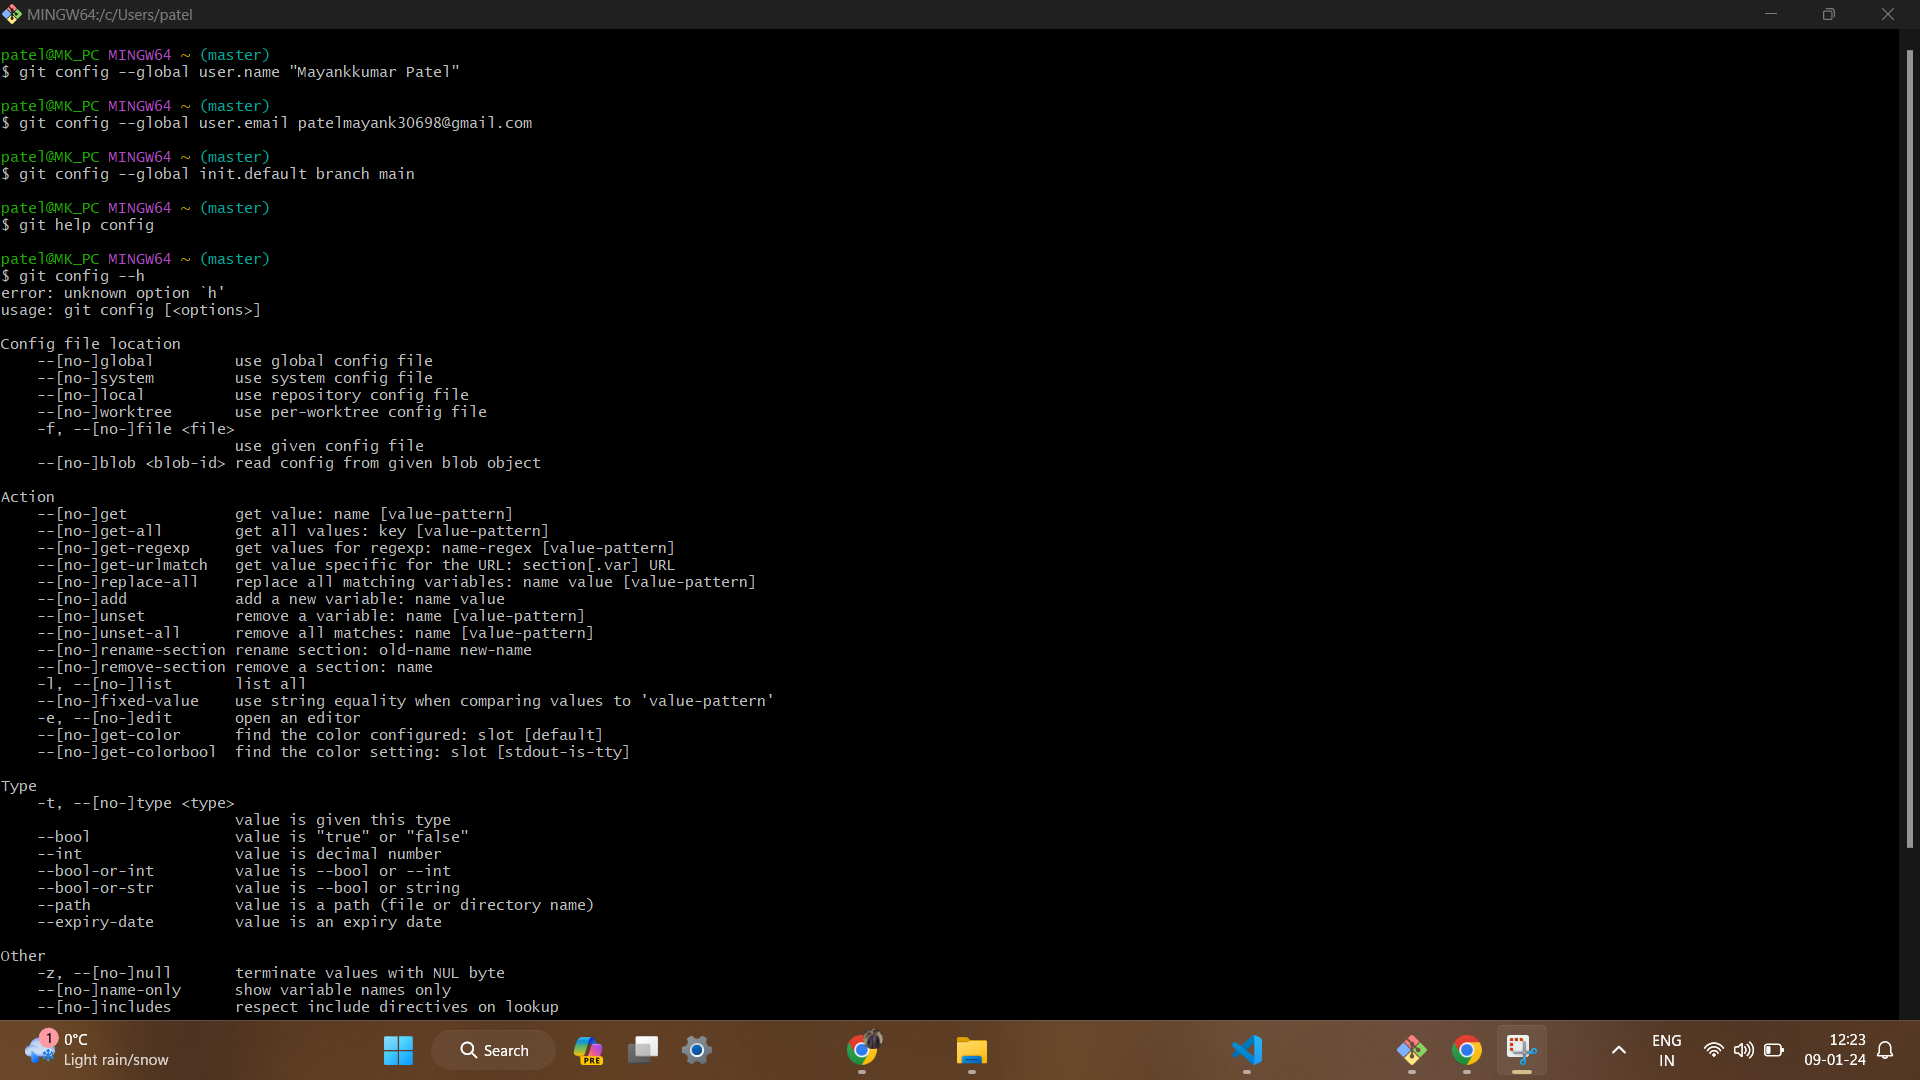 MINGW64:/c/Users/patel
patel@MK_PC MINGW64 ~ (master)
$ git config --global user.name "Mayankkumar Patel"
patel@MK_PC MINGW64 ~ (master)
$ git config --global user.email patelmayank30698@gmail.com
patel@MK_PC MINGW64 ~ (master)
$ git config --global init.default branch main
patel@MK_PC MINGW64 ~ (master)
$ git help config
patel@MK_PC MINGW64 ~ (master)
$ git config --h
error: unknown option `h'
usage: git config [<options>]
Config file location
    --[no-]global         use global config file
    --[no-]system         use system config file
    --[no-]local          use repository config file
    --[no-]worktree       use per-worktree config file
    -f, --[no-]file <file>
                          use given config file
    --[no-]blob <blob-id> read config from given blob object
Action
    --[no-]get            get value: name [value-pattern]
    --[no-]get-all        get all values: key [value-pattern]
    --[no-]get-regexp     get values for regexp: name-regex [value-pattern]
    --[no-]get-urlmatch   get value specific for the URL: section[.var] URL
    --[no-]replace-all    replace all matching variables: name value [value-pattern]
    --[no-]add            add a new variable: name value
    --[no-]unset          remove a variable: name [value-pattern]
    --[no-]unset-all      remove all matches: name [value-pattern]
    --[no-]rename-section rename section: old-name new-name
    --[no-]remove-section remove a section: name
    -l, --[no-]list       list all
    --[no-]fixed-value    use string equality when comparing values to 'value-pattern'
    -e, --[no-]edit       open an editor
    --[no-]get-color      find the color configured: slot [default]
    --[no-]get-colorbool  find the color setting: slot [stdout-is-tty]
Type
    -t, --[no-]type <type>
                          value is given this type
    --bool                value is "true" or "false"
    --int                 value is decimal number
    --bool-or-int         value is --bool or --int
    --bool-or-str         value is --bool or string
    --path                value is a path (file or directory name)
    --expiry-date         value is an expiry date
Other
    -z, --[no-]null       terminate values with NUL byte
    --[no-]name-only      show variable names only
    --[no-]includes       respect include directives on lookup
1
0°C
Light rain/snow
Search
PRE
ENG
IN
12:23
09-01-24